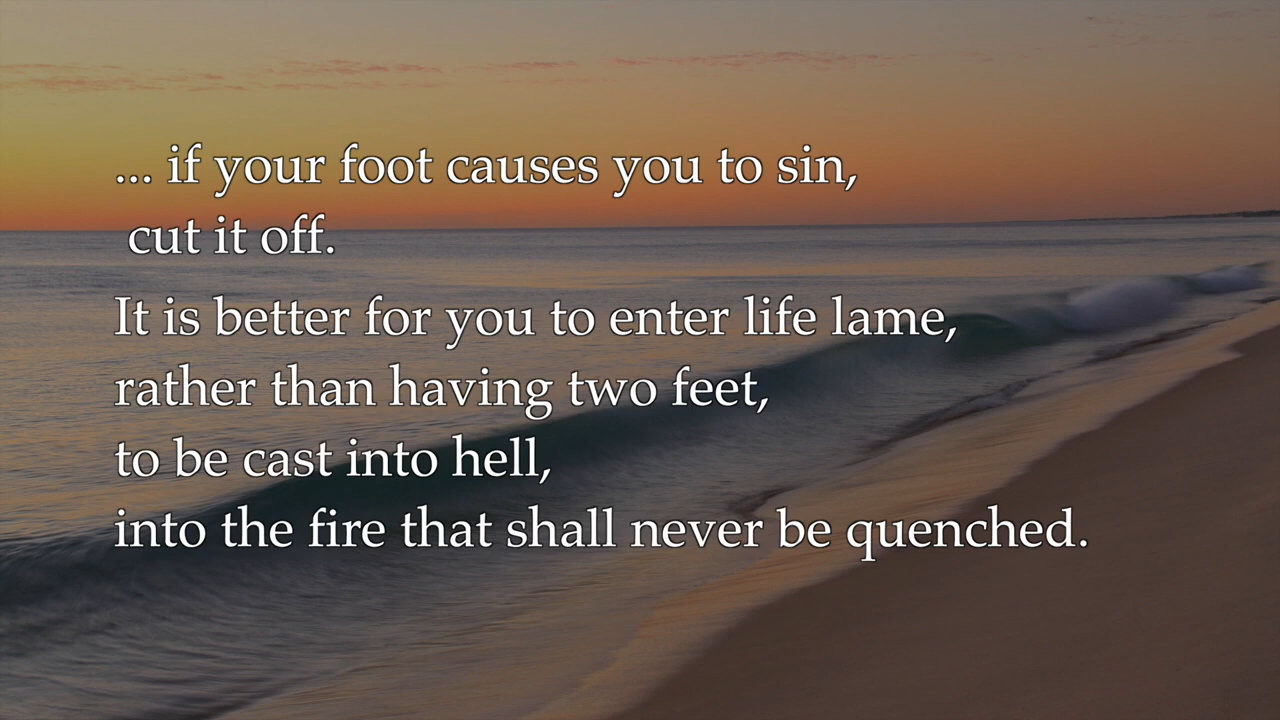 ... if your foot causes you to sin,
cut it off.
It is better for you to enter life lame,
rather than having two feet,
to be cast into hell,
into the fire that shall never be quenched.